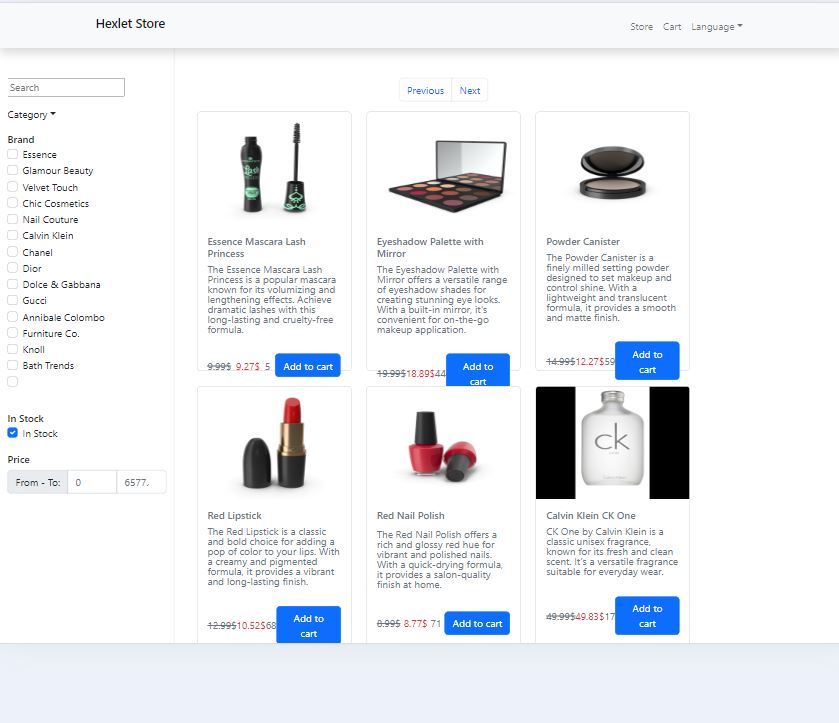 Hexlet Store
Store Cart Language
Search
Category
Brand
Essence
Glamour Beauty
Velvet Touch
Chic Cosmetics
Nail Couture
Calvin Klein
Chanel
Dior
Dolce & Gabbana
Gucci
Annibale Colombo
Furniture Co.
Knoll
Bath Trends
In Stock
In Stock
Price
From - To: 0 6577.
Previous Next
Essence Mascara Lash
Princess
The Essence Mascara Lash
Princess is a popular mascara
known for its volumizing and
lengthening effects. Achieve
dramatic lashes with this
long-lasting and cruelty-free
formula.
9.99$ 9.27$ 5 Add to cart
Eyeshadow Palette with
Mirror
The Eyeshadow Palette with
Mirror offers a versatile range
of eyeshadow shades for
creating stunning eye looks.
With a built-in mirror, it's
convenient for on-the-go
makeup application.
19.99$18.89$44 Add to
cart
Powder Canister
The Powder Canister is a
finely milled setting powder
designed to set makeup and
control shine. With a
lightweight and translucent
formula, it provides a smooth
and matte finish.
14.99$12.27$59 Add to
cart
Red Lipstick
The Red Lipstick is a classic
and bold choice for adding a
pop of color to your lips. With
a creamy and pigmented
formula, it provides a vibrant
and long-lasting finish.
12.99$10.52$68 Add to
cart
Red Nail Polish
The Red Nail Polish offers a
rich and glossy red hue for
vibrant and polished nails.
With a quick-drying formula,
it provides a salon-quality
finish at home.
8.99$ 8.77$ 71 Add to cart
ck
Calvin Klein CK One
CK One by Calvin Klein is a
classic unisex fragrance,
known for its fresh and clean
scent. It's a versatile fragrance
suitable for everyday wear.
49.99$49.83$17 Add to
cart